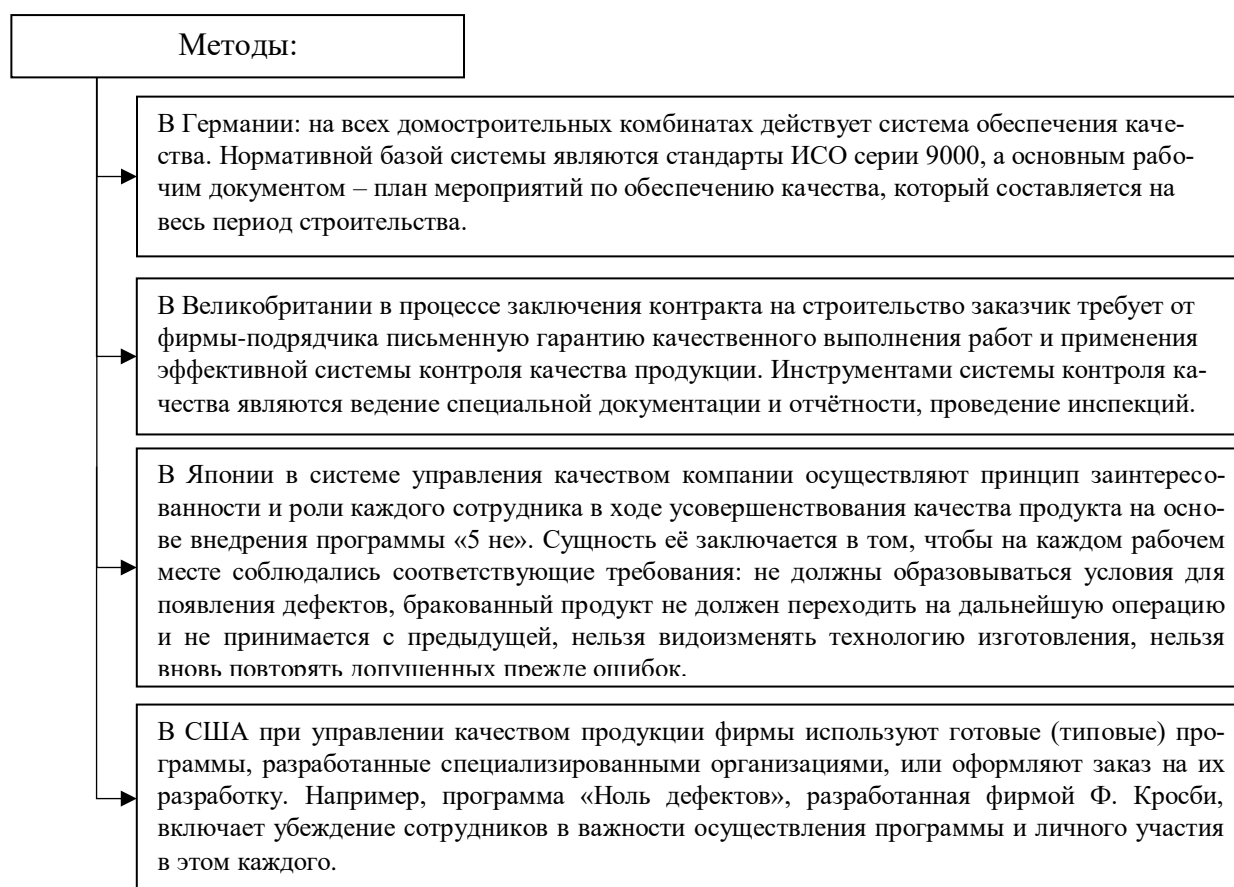 Методы:
В Германии: на всех домостроительных комбинатах действует система обеспечения каче-
ства. Нормативной базой системы являются стандарты ИСО серии 9000, а основным рабо-
чим документом – план мероприятий по обеспечению качества, который составляется на
весь период строительства.
В Великобритании в процессе заключения контракта на строительство заказчик требует от
фирмы-подрядчика письменную гарантию качественного выполнения работ и применения
эффективной системы контроля качества продукции. Инструментами системы контроля ка-
чества являются ведение специальной документации и отчётности, проведение инспекций.
В Японии в системе управления качеством компании осуществляют принцип заинтересо-
ванности и роли каждого сотрудника в ходе усовершенствования качества продукта на осно-
ве внедрения программы «5 не». Сущность её заключается в том, чтобы на каждом рабочем
месте соблюдались соответствующие требования: не должны образовываться условия для
появления дефектов, бракованный продукт не должен переходить на дальнейшую операцию
и не принимается с предыдущей, нельзя видоизменять технологию изготовления, нельзя
вновь повторять допущенных прежде ошибок.
В США при управлении качеством продукции фирмы используют готовые (типовые) про-
граммы, разработанные специализированными организациями, или оформляют заказ на их
разработку. Например, программа «Ноль дефектов», разработанная фирмой Ф. Кросби,
включает убеждение сотрудников в важности осуществления программы и личного участия
в этом каждого.